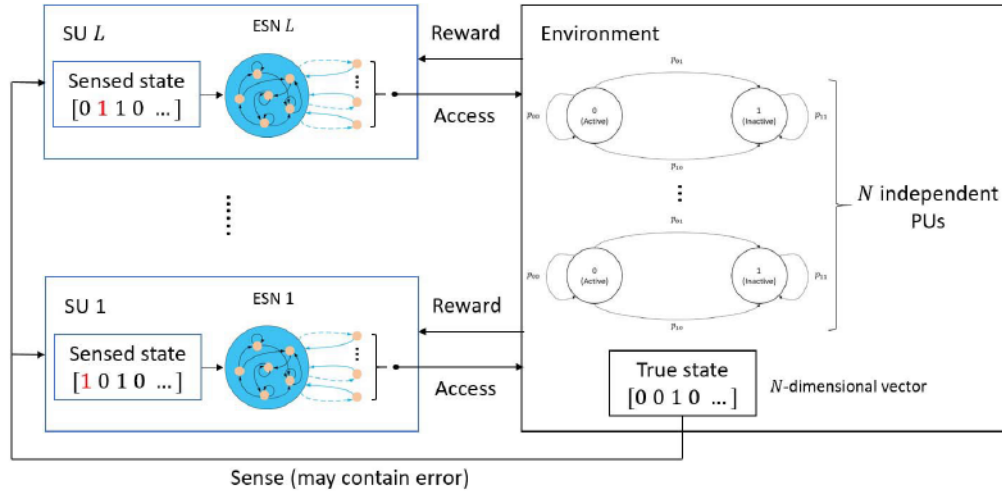 SU L
ESN L
Sensed state
[0 1 1 0 ...]
Reward
Access
......
SU 1
ESN 1
Sensed state
[1 0 1 0 ...]
Reward
Access
Environment
p₀₁
p₀₀
0
(Active)
1
(Inactive)
p₁₁
p₁₀
...
p₀₁
p₀₀
0
(Active)
1
(Inactive)
p₁₁
p₁₀
N independent
PUs
True state
[0 0 1 0 ...]
N-dimensional vector
Sense (may contain error)